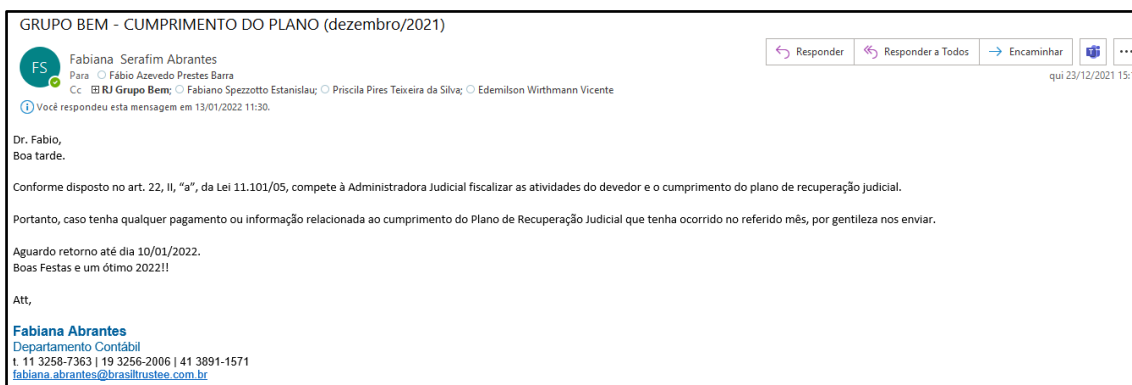 GRUPO BEM - CUMPRIMENTO DO PLANO (dezembro/2021)
Responder
Responder a Todos
Encaminhar
FS
Fabiana Serafim Abrantes
Para Fábio Azevedo Prestes Barra
qui 23/12/2021
Cc RJ Grupo Bem; Fabiano Spezzotto Estanislau; Priscila Pires Teixeira da Silva; Edemilson Wirthmann Vicente
Você respondeu esta mensagem em 13/01/2022 11:30.
Dr. Fabio,
Boa tarde.
Conforme disposto no art. 22, II, “a”, da Lei 11.101/05, compete à Administradora Judicial fiscalizar as atividades do devedor e o cumprimento do plano de recuperação judicial.
Portanto, caso tenha qualquer pagamento ou informação relacionada ao cumprimento do Plano de Recuperação Judicial que tenha ocorrido no referido mês, por gentileza nos enviar.
Aguardo retorno até dia 10/01/2022.
Boas Festas e um ótimo 2022!!
Att,
Fabiana Abrantes
Departamento Contábil
t. 11 3258-7363 | 19 3256-2006 | 41 3891-1571
fabiana.abrantes@brasiltrustee.com.br